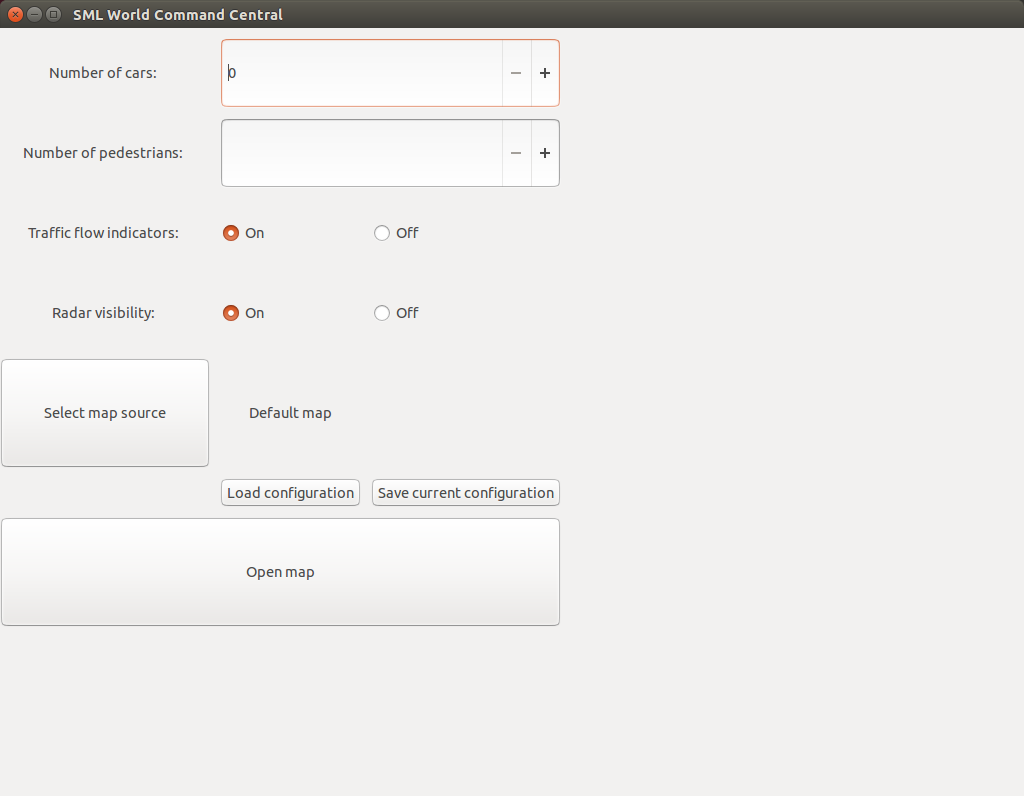 SML World Command Central
Number of cars: 0
Number of pedestrians:
Traffic flow indicators: On Off
Radar visibility: On Off
Select map source Default map
Load configuration Save current configuration
Open map